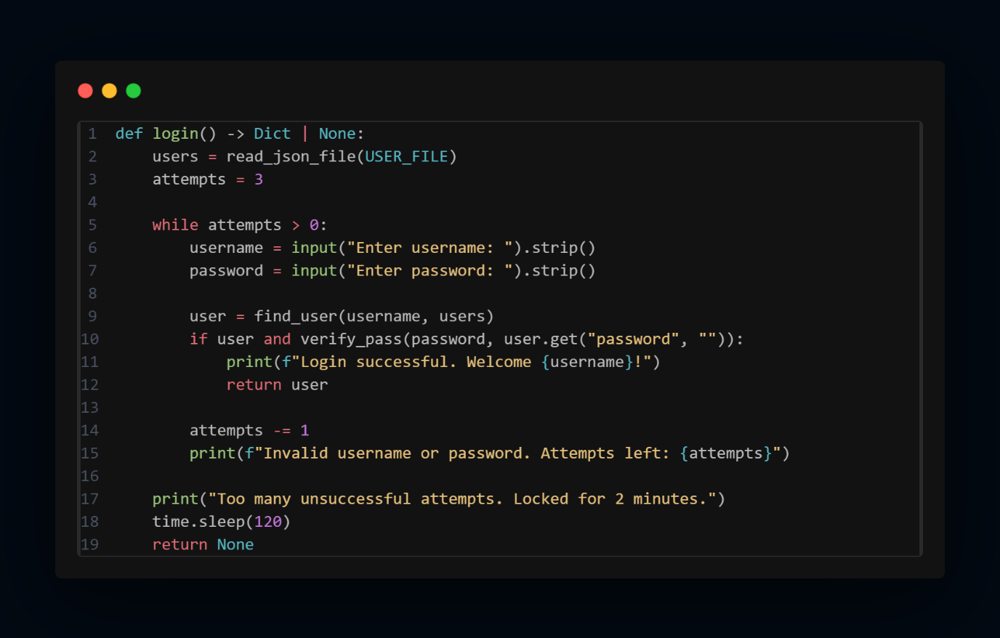 1 def login() -> Dict | None:
2     users = read_json_file(USER_FILE)
3     attempts = 3
4
5     while attempts > 0:
6         username = input("Enter username: ").strip()
7         password = input("Enter password: ").strip()
8
9         user = find_user(username, users)
10         if user and verify_pass(password, user.get("password", "")):
11             print(f"Login successful. Welcome {username}!")
12             return user
13
14         attempts -= 1
15         print(f"Invalid username or password. Attempts left: {attempts}")
16
17     print("Too many unsuccessful attempts. Locked for 2 minutes.")
18     time.sleep(120)
19     return None